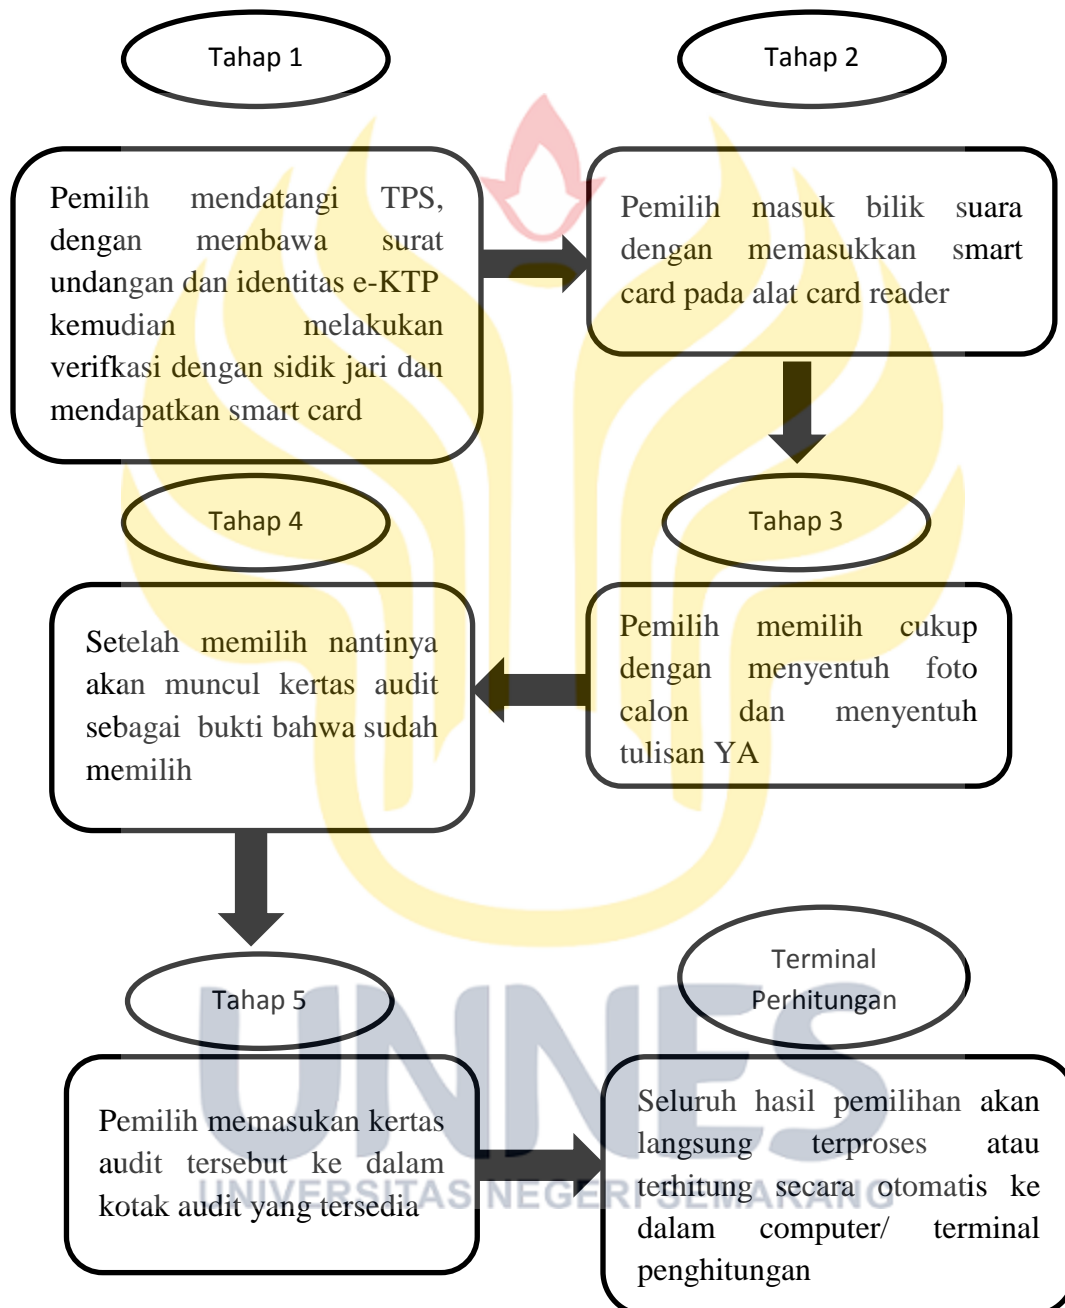 Tahap 1
Pemilih mendatangi TPS,
dengan membawa surat
undangan dan identitas e-KTP
kemudian melakukan
verifkasi dengan sidik jari dan
mendapatkan smart card
Tahap 2
Pemilih masuk bilik suara
dengan memasukkan smart
card pada alat card reader
Tahap 3
Pemilih memilih cukup
dengan menyentuh foto
calon dan menyentuh
tulisan YA
Tahap 4
Setelah memilih nantinya
akan muncul kertas audit
sebagai bukti bahwa sudah
memilih
Tahap 5
Pemilih memasukan kertas
audit tersebut ke dalam
kotak audit yang tersedia
Terminal
Perhitungan
Seluruh hasil pemilihan akan
langsung terproses atau
terhitung secara otomatis ke
dalam computer/ terminal
penghitungan
UNNES
UNIVERSITAS NEGERI SEMARANG